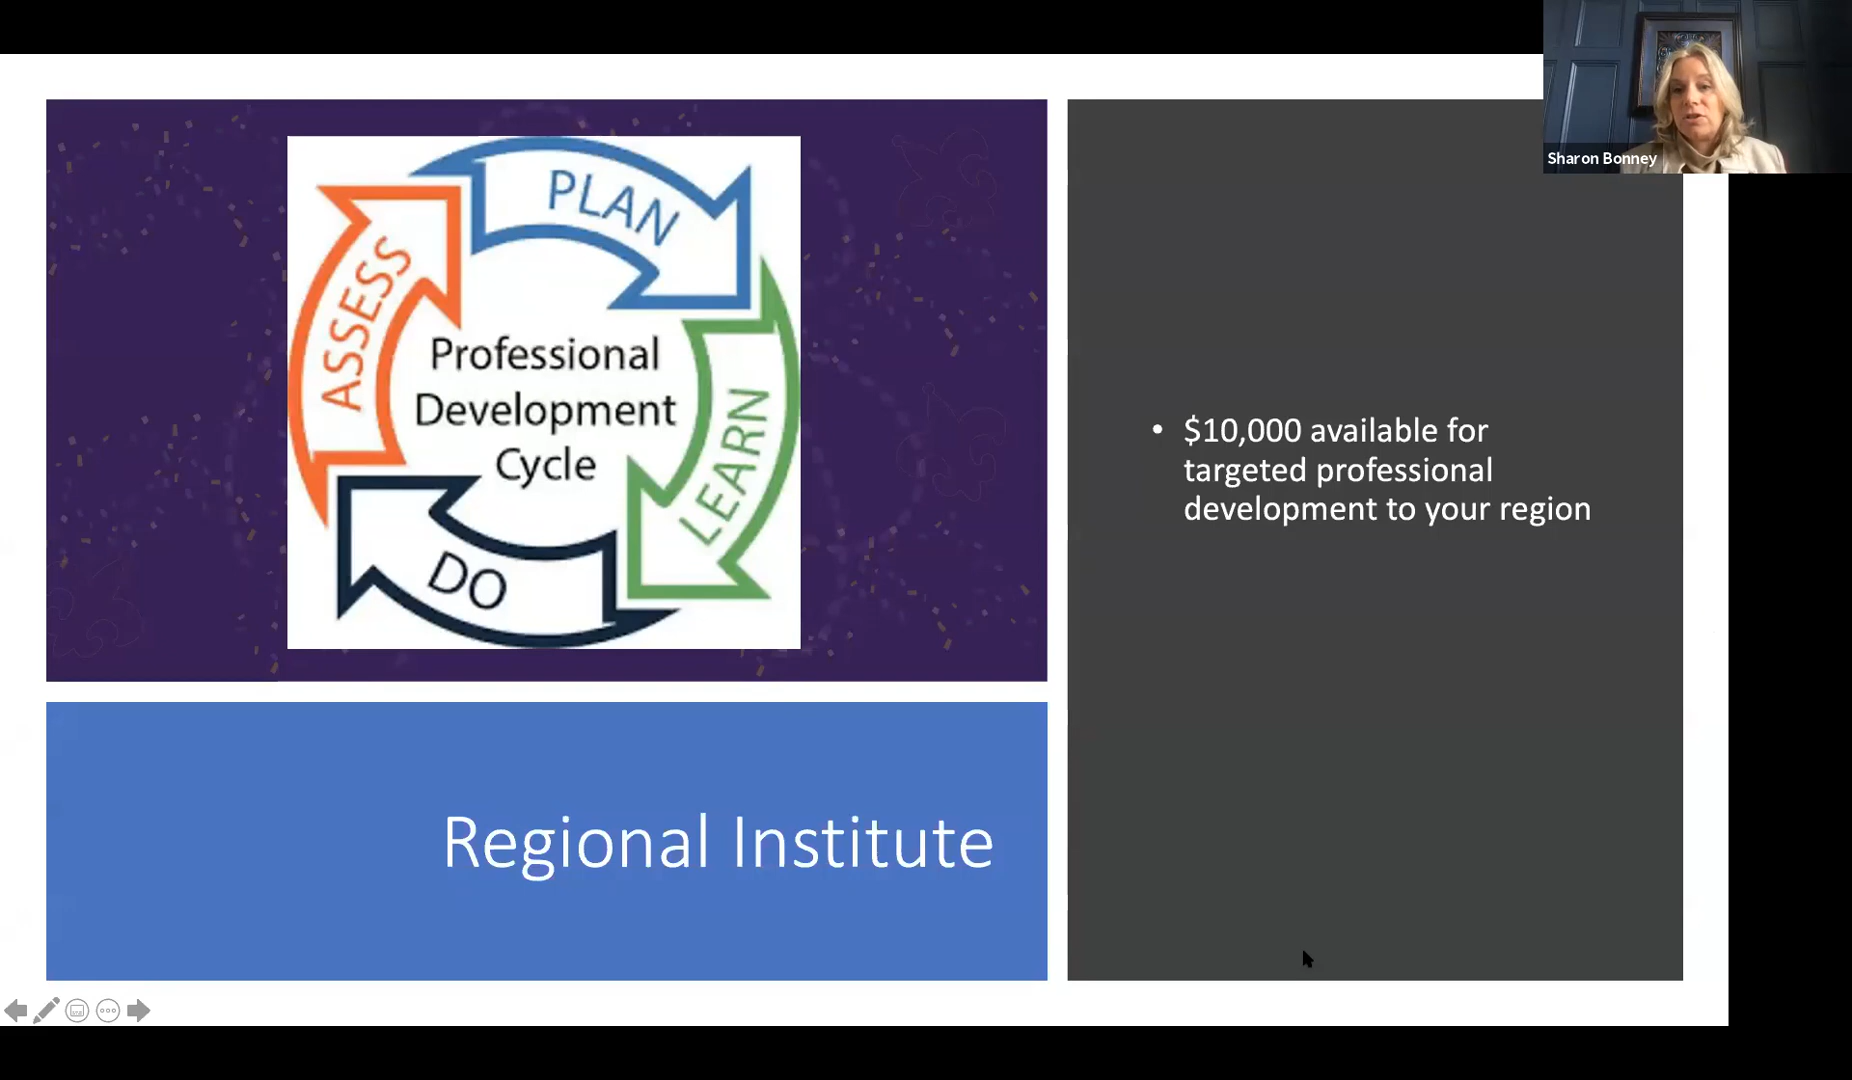 Sharon Bonney
PLAN
ASSESS
Professional
Development
Cycle
LEARN
DO
• $10,000 available for
targeted professional
development to your region
Regional Institute